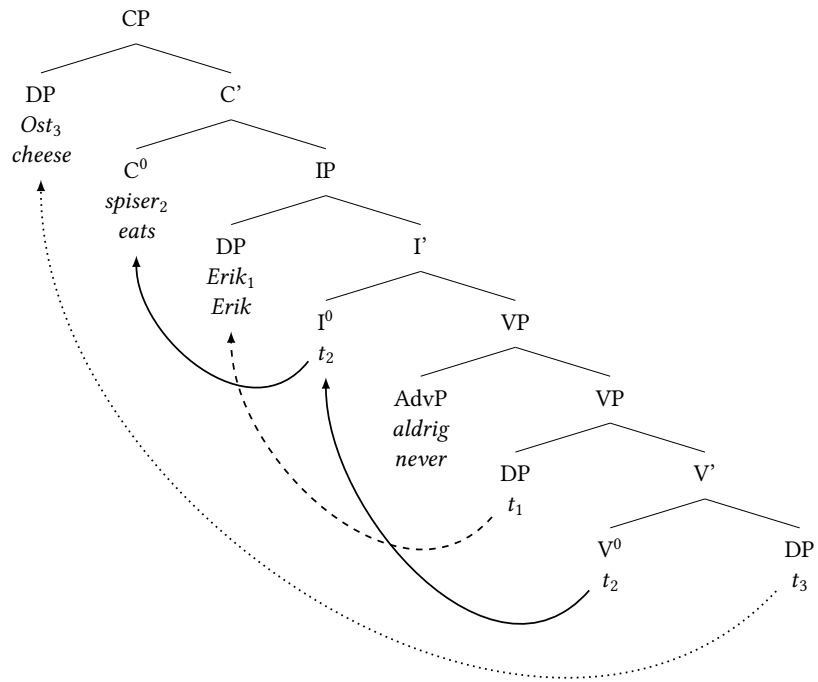 CP
DP C’
Ost₃
cheese
C⁰ IP
spiser₂
eats
DP I’
Erik₁
Erik
I⁰ VP
t₂
AdvP VP
aldrig
never
DP V’
t₁
V⁰ DP
t₂ t₃